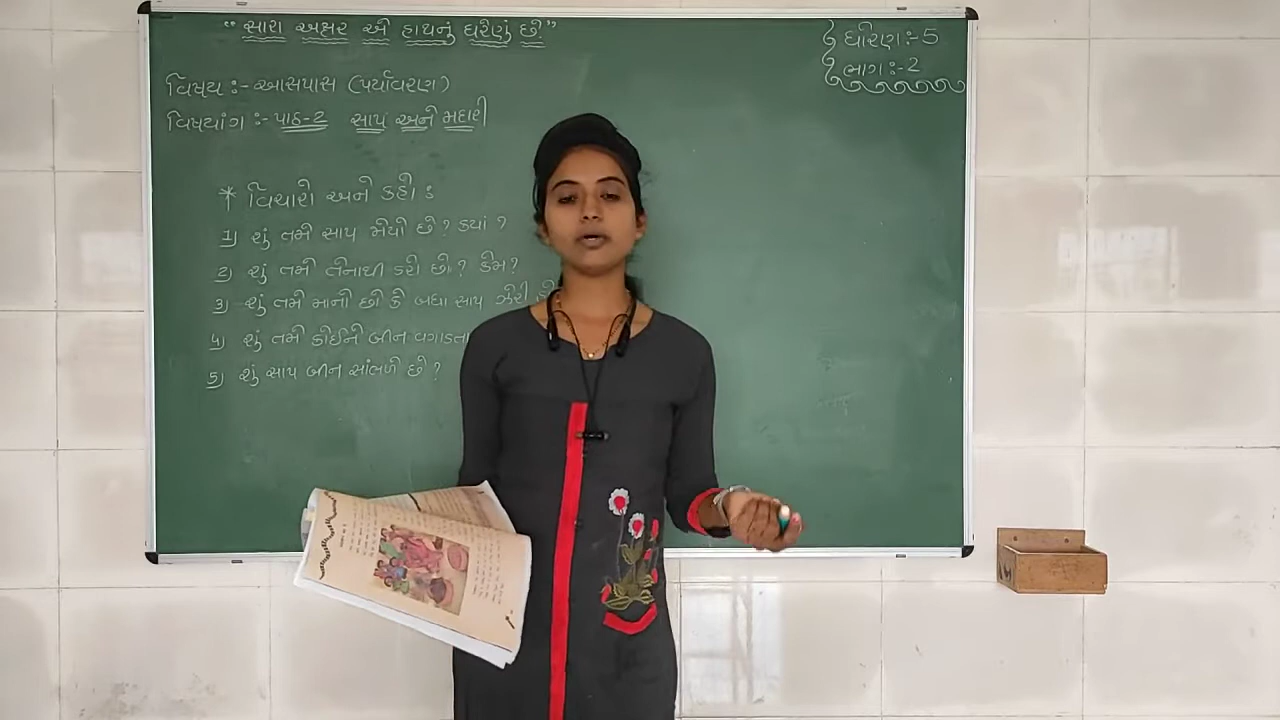 "સારા અક્ષર એ હાથનું ઘરેણું છે."
ધોરણ:-5
ભાગ:-2
વિષય :- આસપાસ (પર્યાવરણ)
વિષયાંગ :- પાઠ-2 સાપ અને મદારી
* વિચારો અને કહો :
1) શું તમે સાપ જોયો છે? ક્યાં ?
2) શું તમે તેનાથી ડરો છો? કેમ?
3) શું તમે માનો છો કે બધા સાપ ઝેરી
4) શું તમે કોઈને બીન વગાડતા
5) શું સાપ બીન સાંભળે છે ?